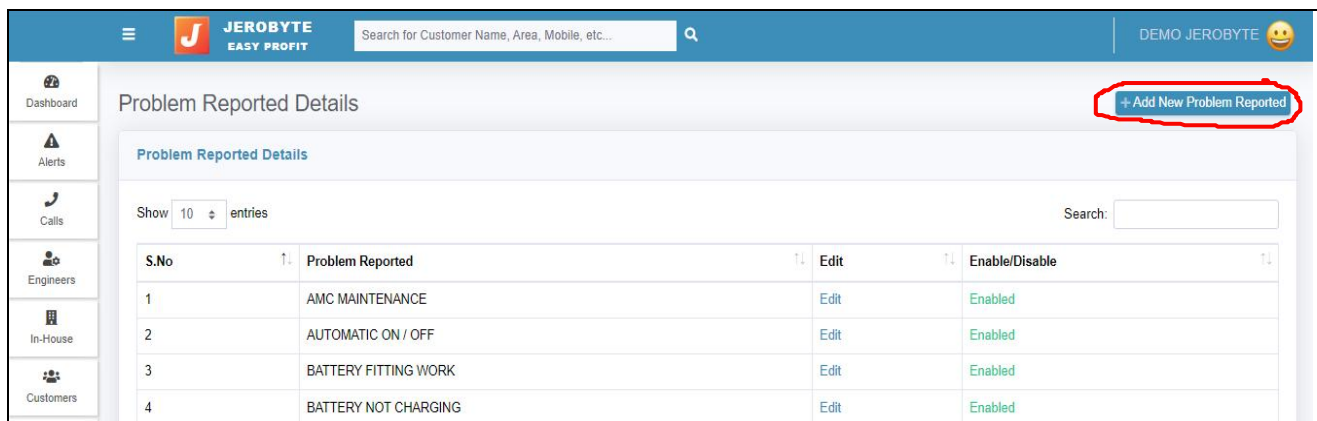 JEROBYTE
EASY PROFIT
Search for Customer Name, Area, Mobile, etc...
DEMO JEROBYTE
Dashboard
Problem Reported Details
+ Add New Problem Reported
Alerts
Problem Reported Details
Calls
Show 10 entries
Search:
Engineers
S.No Problem Reported Edit Enable/Disable
1 AMC MAINTENANCE Edit Enabled
In-House
2 AUTOMATIC ON / OFF Edit Enabled
3 BATTERY FITTING WORK Edit Enabled
Customers
4 BATTERY NOT CHARGING Edit Enabled